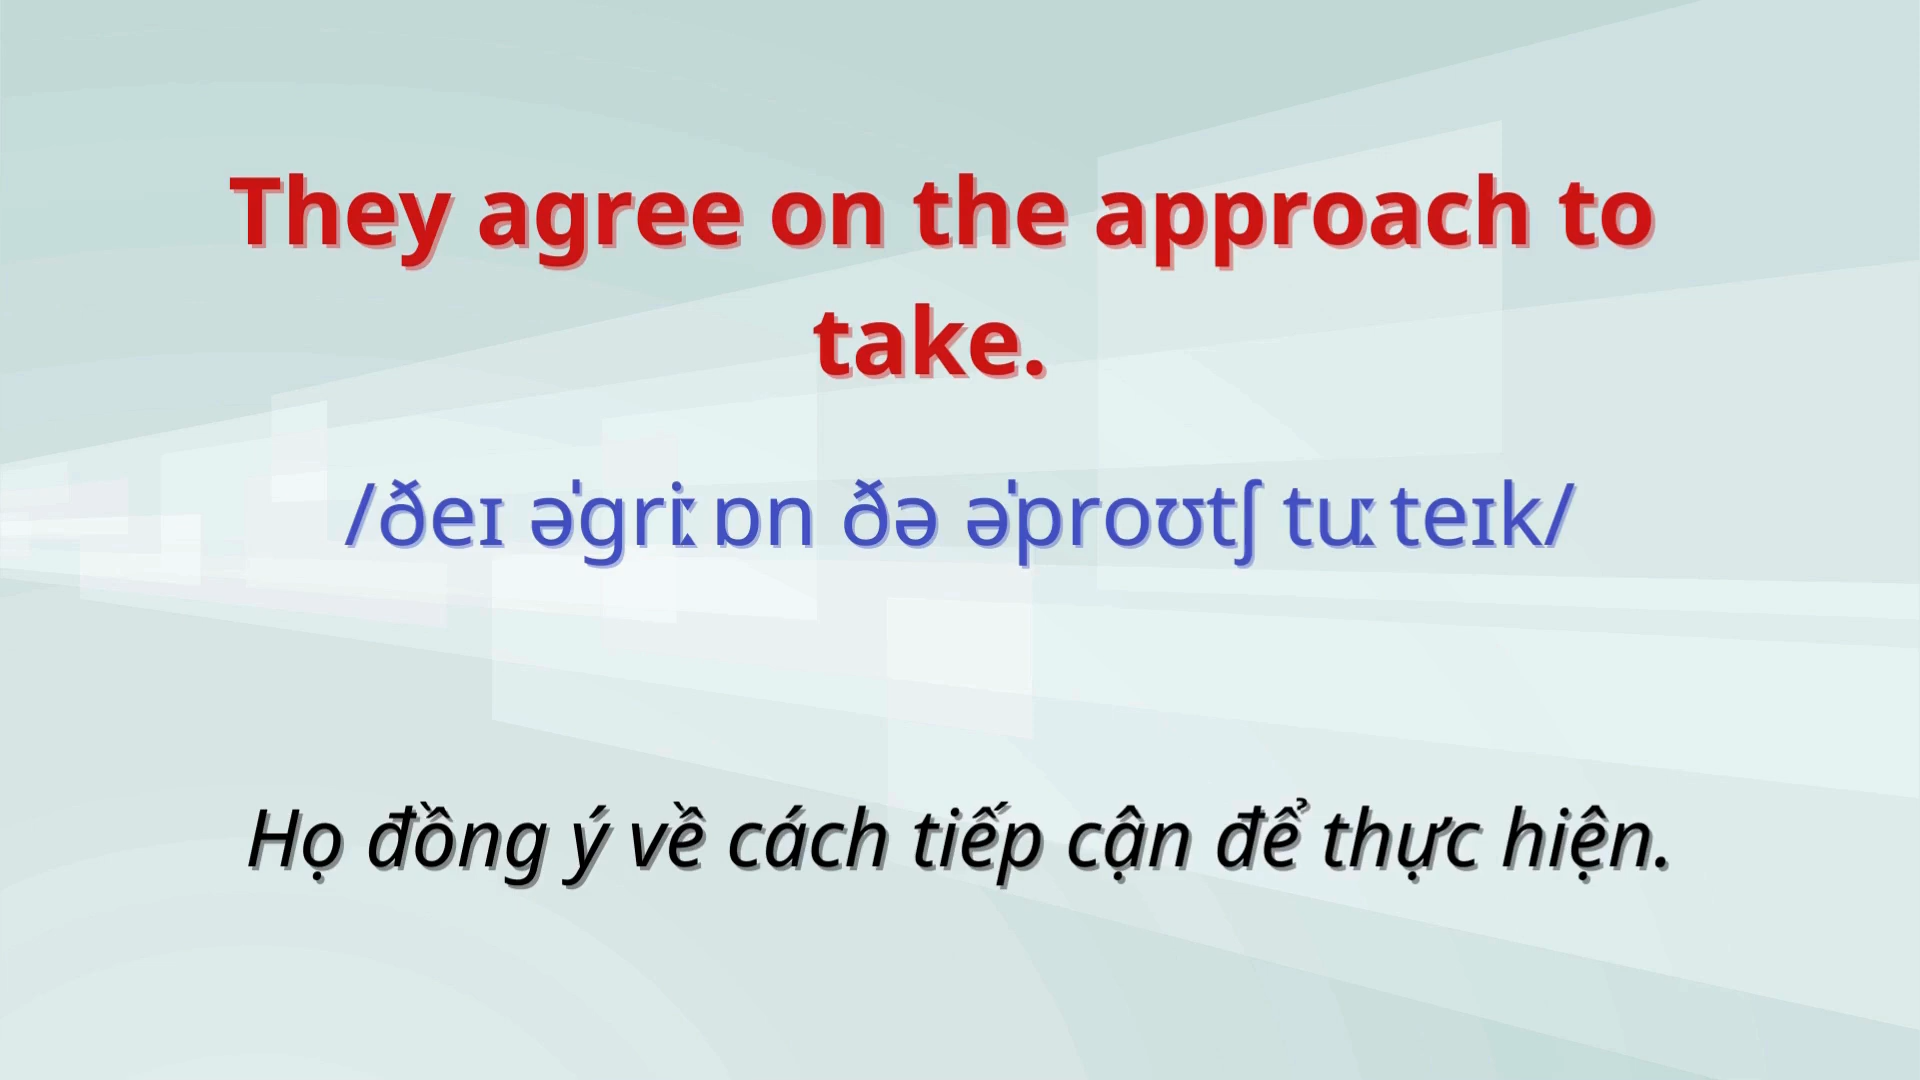 They agree on the approach to
take.
/ðeɪ əˈɡriː ɒn ðə əˈproʊtʃ tuː teɪk/
Họ đồng ý về cách tiếp cận để thực hiện.